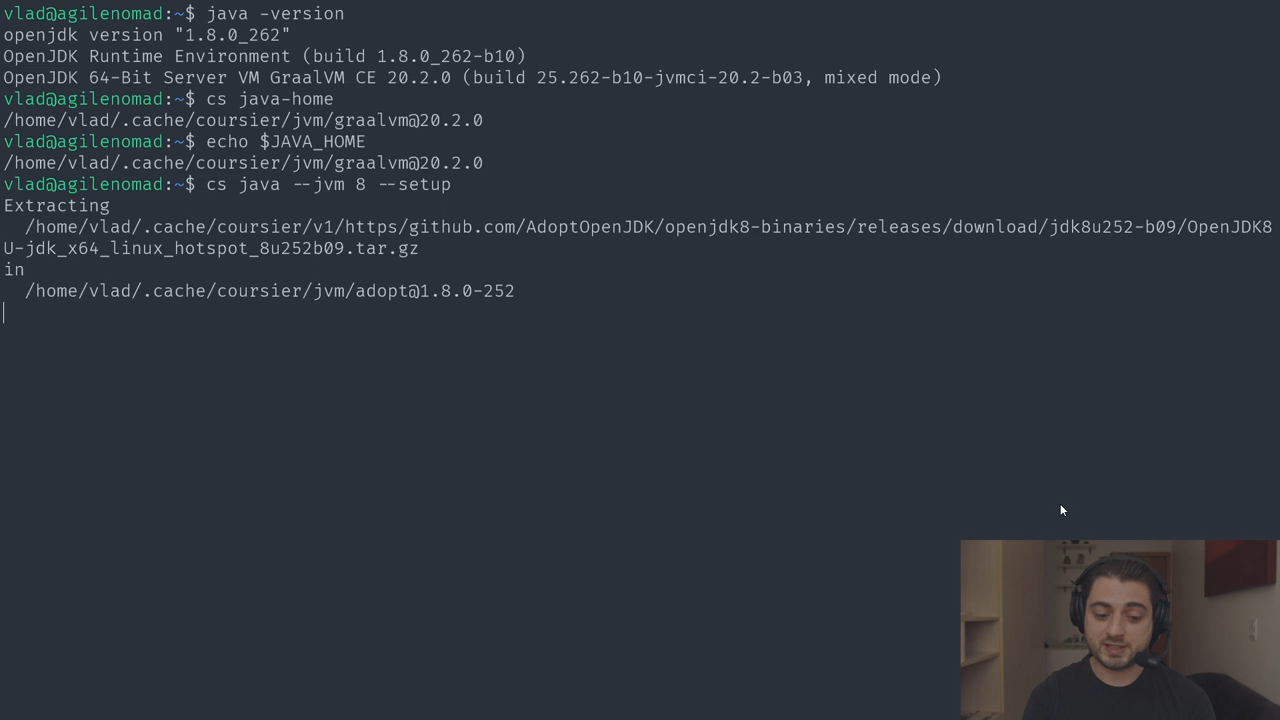 vlad@agilenomad:~$ java -version
openjdk version "1.8.0_262"
OpenJDK Runtime Environment (build 1.8.0_262-b10)
OpenJDK 64-Bit Server VM GraalVM CE 20.2.0 (build 25.262-b10-jvmci-20.2-b03, mixed mode)
vlad@agilenomad:~$ cs java-home
/home/vlad/.cache/coursier/jvm/graalvm@20.2.0
vlad@agilenomad:~$ echo $JAVA_HOME
/home/vlad/.cache/coursier/jvm/graalvm@20.2.0
vlad@agilenomad:~$ cs java --jvm 8 --setup
Extracting
  /home/vlad/.cache/coursier/v1/https/github.com/AdoptOpenJDK/openjdk8-binaries/releases/download/jdk8u252-b09/OpenJDK8
U-jdk_x64_linux_hotspot_8u252b09.tar.gz
in
  /home/vlad/.cache/coursier/jvm/adopt@1.8.0-252